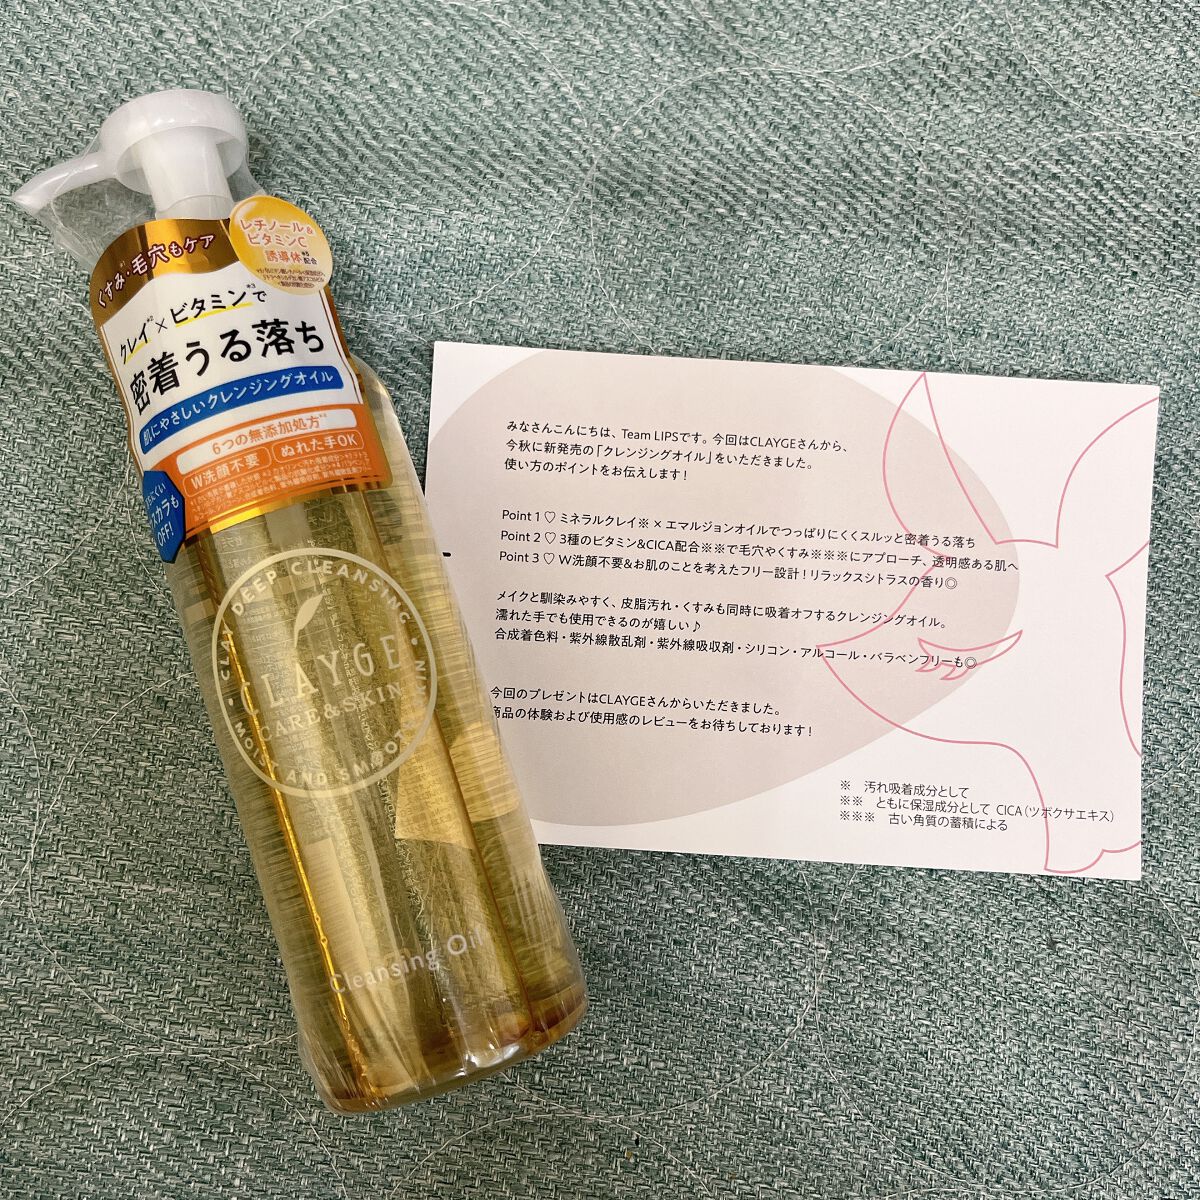 くすみ・毛穴もケア
レチノール&
ビタミンC
誘導体※5
配合
クレイ※2×ビタミン※3で
密着うる落ち
肌にやさしいクレンジングオイル
6つの無添加処方※4
W洗顔不要 ぬれた手OK
にくい
スカラも
OFF!
DEEP CLEANSING
CLAYGE
CARE & SKIN
MOIST AND SMOOTH
Cleansing Oil
みなさんこんにちは、Team LIPSです。今回はCLAYGEさんから、
今秋に新発売の「クレンジングオイル」をいただきました。
使い方のポイントをお伝えします！
Point 1 ♡ ミネラルクレイ※ × エマルジョンオイルでつっぱりにくくスルッと密着うる落ち
Point 2 ♡ 3種のビタミン&CICA配合※※で毛穴やくすみ※※※にアプローチ、透明感ある肌へ
Point 3 ♡ W洗顔不要&お肌のことを考えたフリー設計！リラックスシトラスの香り◎
メイクと馴染みやすく、皮脂汚れ・くすみも同時に吸着オフするクレンジングオイル。
濡れた手でも使用できるのが嬉しい♪
合成着色料・紫外線散乱剤・紫外線吸収剤・シリコン・アルコール・パラベンフリーも◎
今回のプレゼントはCLAYGEさんからいただきました。
商品の体験および使用感のレビューをお待ちしております！
※ 汚れ吸着成分として
※※ ともに保湿成分として CICA（ツボクサエキス）
※※※ 古い角質の蓄積による